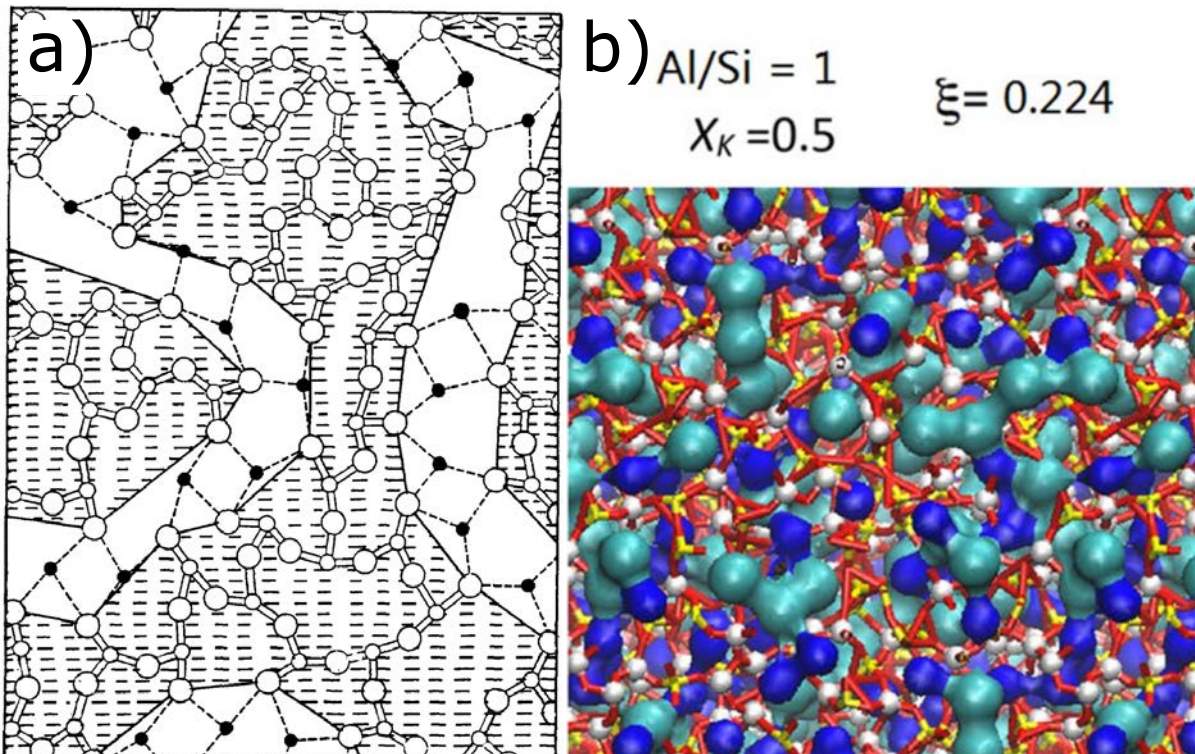 a)
b)
Al/Si = 1
ξ= 0.224
X_K =0.5